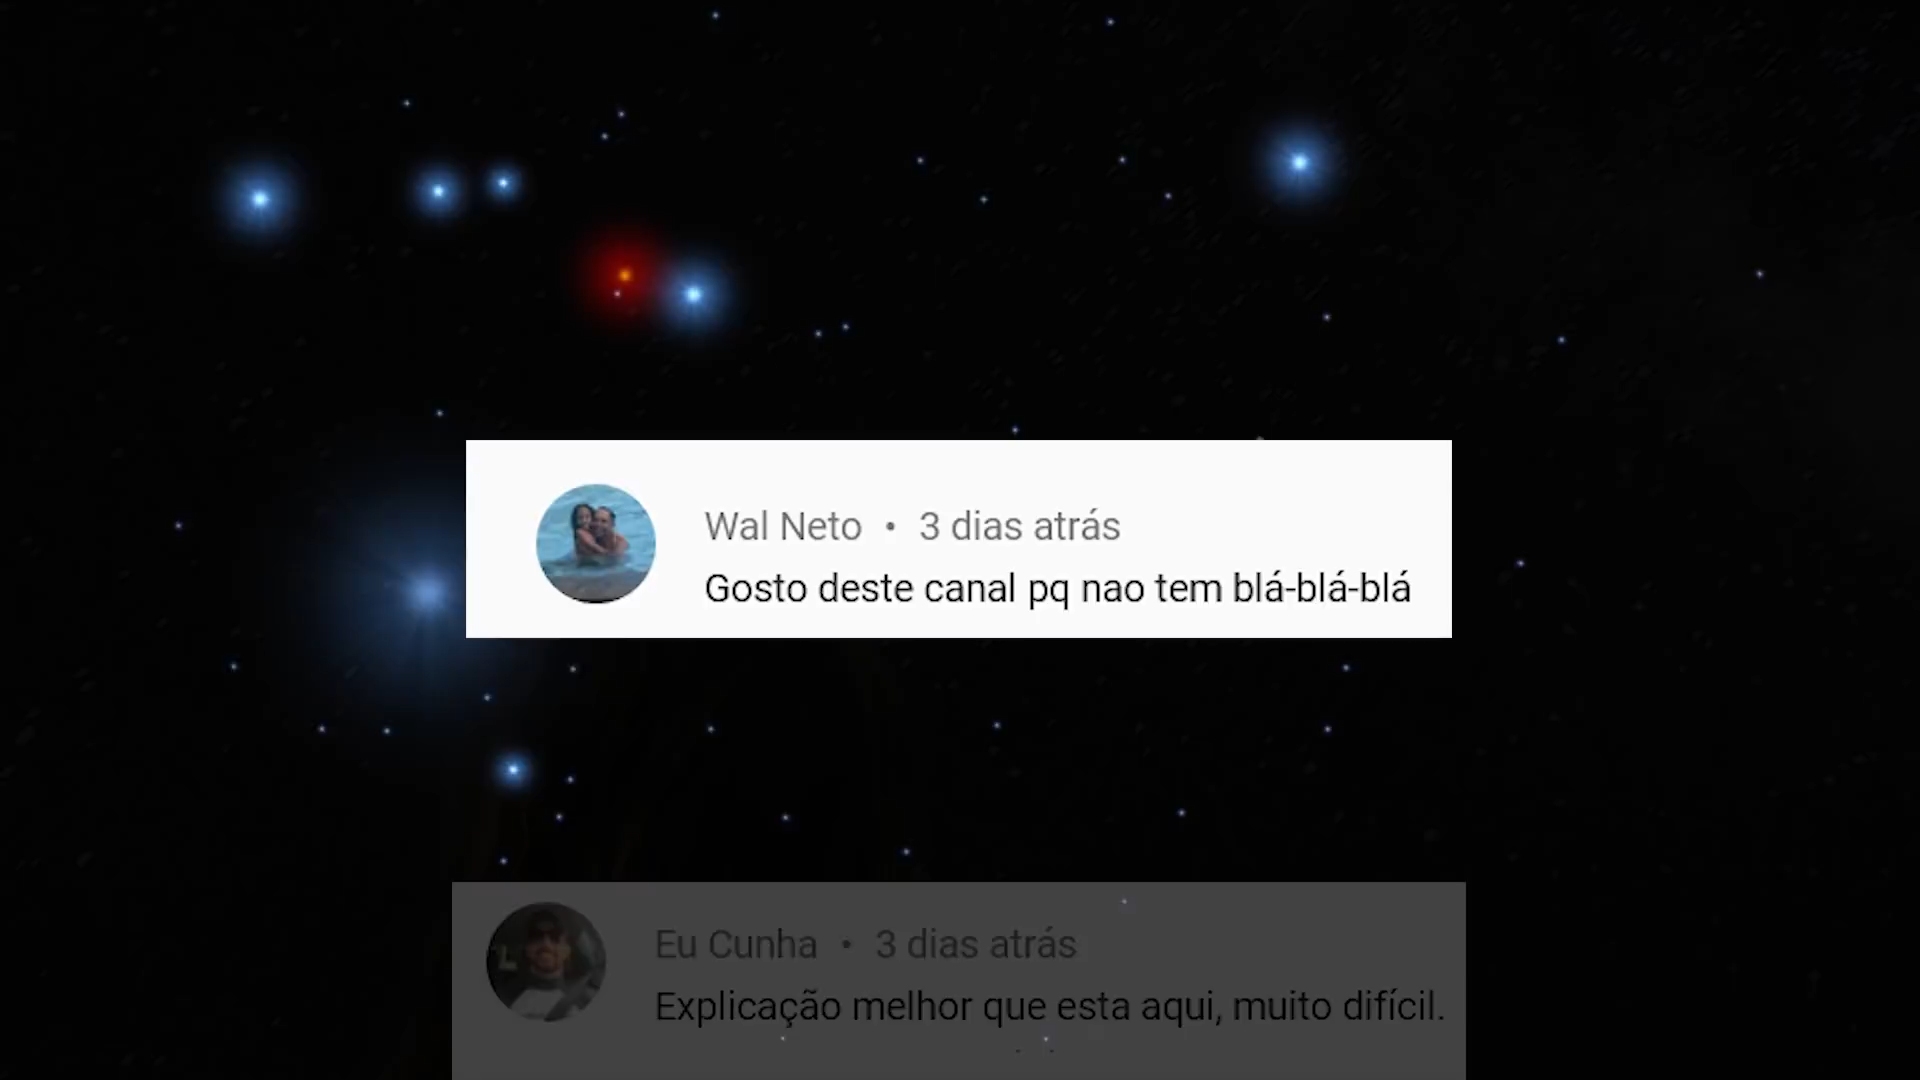 Wal Neto • 3 dias atrás
Gosto deste canal pq nao tem blá-blá-blá
Eu Cunha • 3 dias atrás
Explicação melhor que esta aqui, muito difícil.